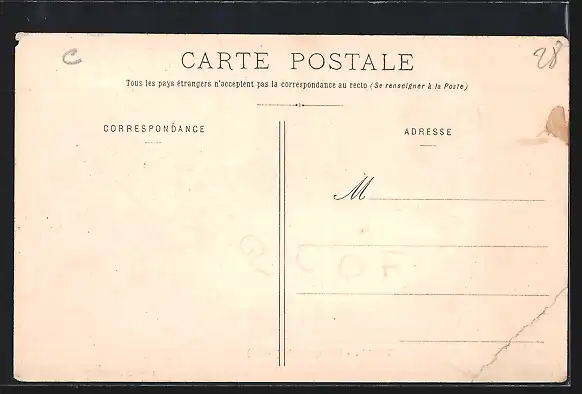 C
28
CARTE POSTALE
Tous les pays étrangers n'acceptent pas la correspondance au recto (Se renseigner à la Poste)
CORRESPONDANCE
ADRESSE
M